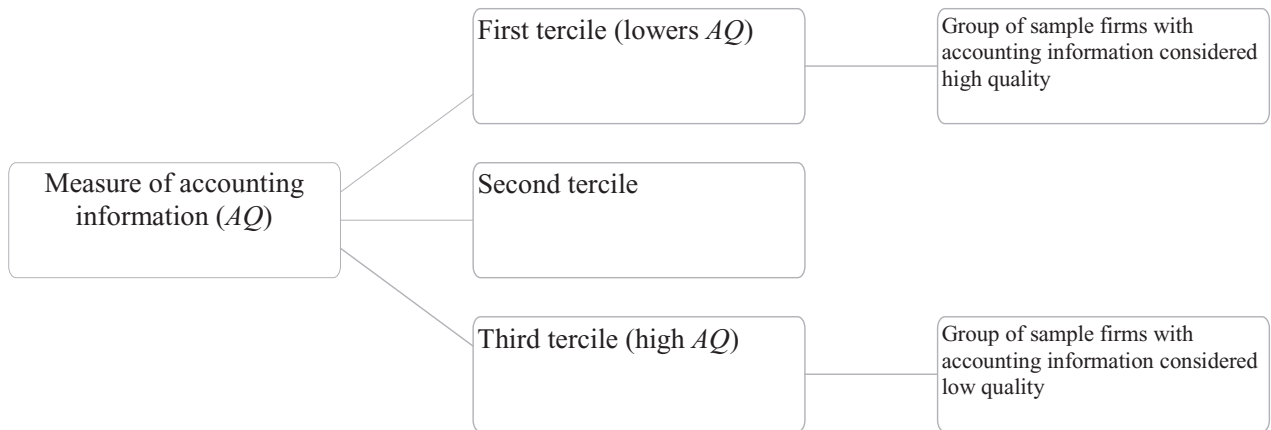 First tercile (lowers AQ)
Group of sample firms with
accounting information considered
high quality
Measure of accounting
information (AQ)
Second tercile
Third tercile (high AQ)
Group of sample firms with
accounting information considered
low quality